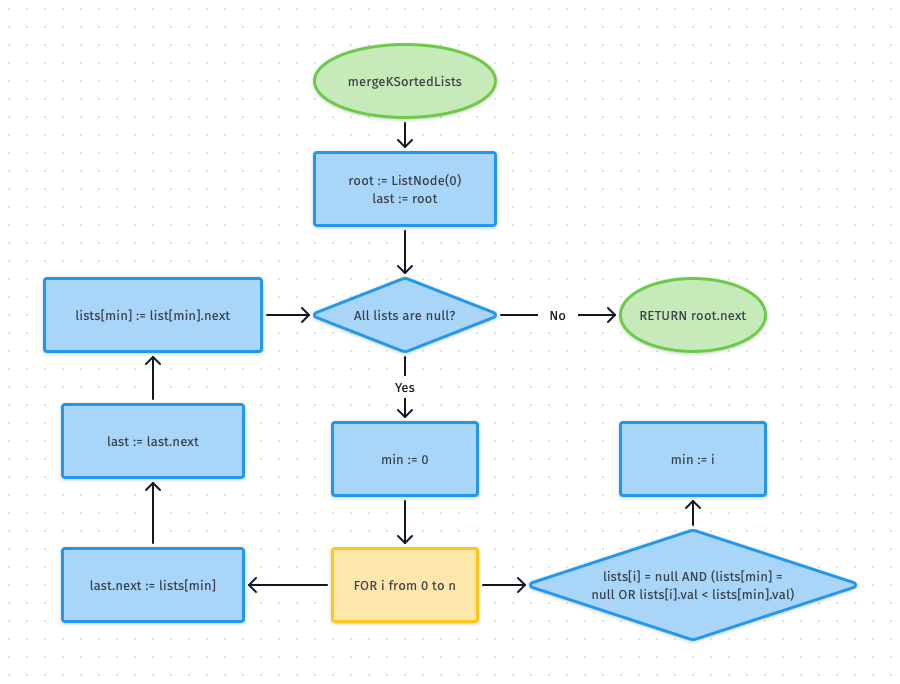 mergeKSortedLists
root := ListNode(0)
last := root
lists[min] := list[min].next
All lists are null?
No
RETURN root.next
Yes
last := last.next
min := 0
min := i
last.next := lists[min]
FOR i from 0 to n
lists[i] = null AND (lists[min] =
null OR lists[i].val < lists[min].val)